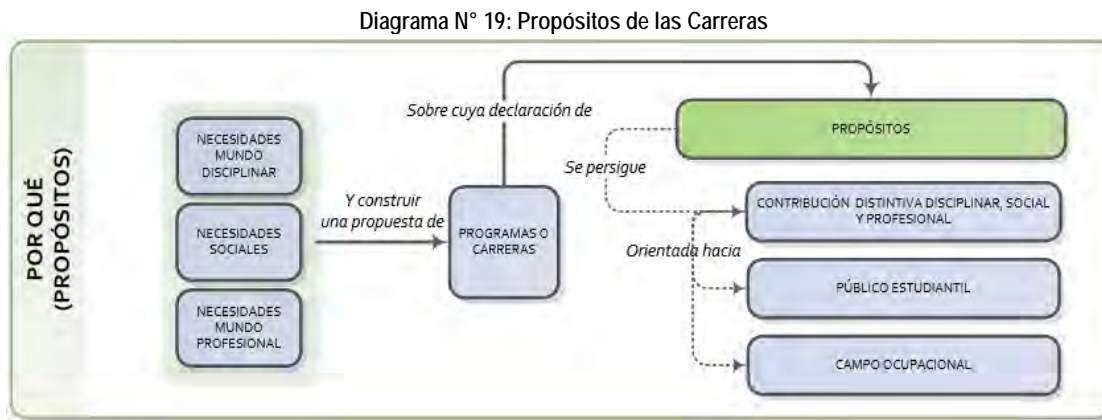 Diagrama N° 19: Propósitos de las Carreras
POR QUÉ
(PROPÓSITOS)
NECESIDADES
MUNDO
DISCIPLINAR
NECESIDADES
SOCIALES
NECESIDADES
MUNDO
PROFESIONAL
Y construir
una propuesta de
PROGRAMAS O
CARRERAS
Sobre cuya declaración de
PROPÓSITOS
Se persigue
CONTRIBUCIÓN DISTINTIVA DISCIPLINAR, SOCIAL
Y PROFESIONAL
Orientada hacia
PÚBLICO ESTUDIANTIL
CAMPO OCUPACIONAL